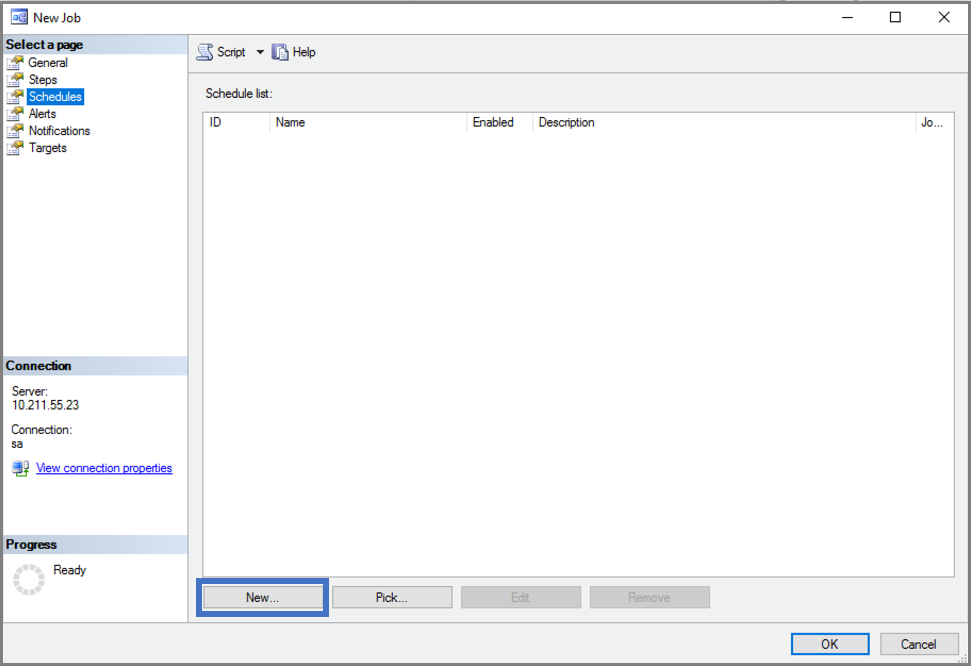 New Job
Select a page
General
Steps
Schedules
Alerts
Notifications
Targets
Script
Help
Schedule list:
ID Name Enabled Description Jo...
Connection
Server:
10.211.55.23
Connection:
sa
View connection properties
Progress
Ready
New... Pick... Edit Remove
OK Cancel